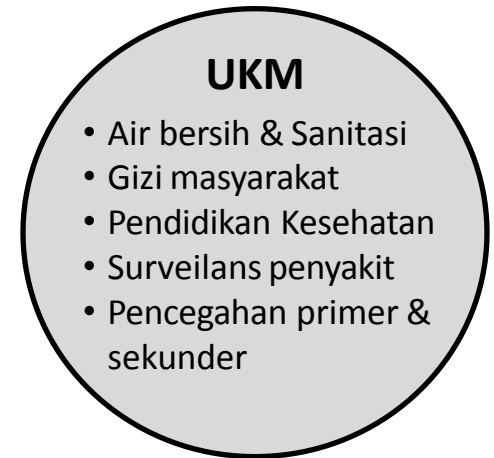 UKM
• Air bersih & Sanitasi
• Gizi masyarakat
• Pendidikan Kesehatan
• Surveilans penyakit
• Pencegahan primer &
sekunder